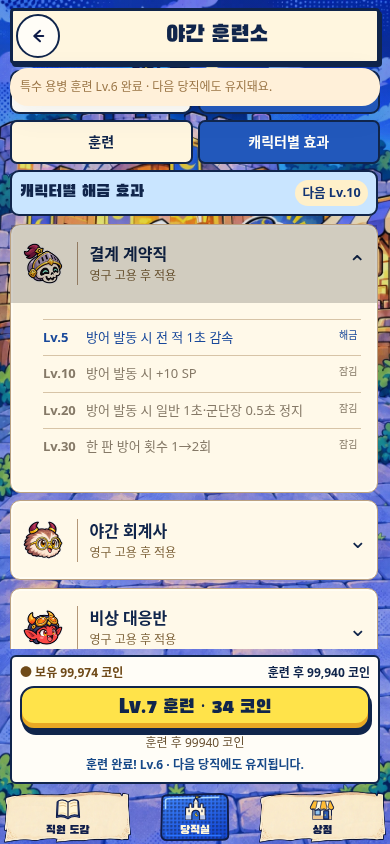 야간 훈련소
특수 용병 훈련 Lv.6 완료 · 다음 당직에도 유지돼요.
훈련
캐릭터별 효과
캐릭터별 해금 효과
다음 Lv.10
결계 계약직
영구 고용 후 적용
Lv.5 방어 발동 시 전 적 1초 감속 해금
Lv.10 방어 발동 시 +10 SP 잠김
Lv.20 방어 발동 시 일반 1초·군단장 0.5초 정지 잠김
Lv.30 한 판 방어 횟수 1→2회 잠김
야간 회계사
영구 고용 후 적용
비상 대응반
영구 고용 후 적용
보유 99,974 코인
훈련 후 99,940 코인
Lv.7 훈련 · 34 코인
훈련 후 99940 코인
훈련 완료! Lv.6 · 다음 당직에도 유지됩니다.
직원 도감
당직실
상점